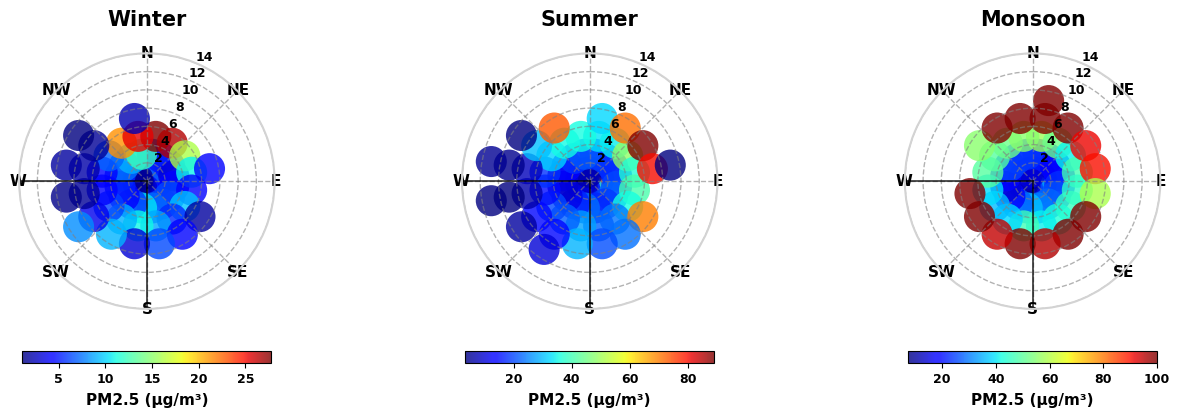 Winter
N
NE
E
SE
S
SW
W
NW
2
4
6
8
10
12
14
5 10 15 20 25
PM2.5 (μg/m³)
Summer
N
NE
E
SE
S
SW
W
NW
2
4
6
8
10
12
14
20 40 60 80
PM2.5 (μg/m³)
Monsoon
N
NE
E
SE
S
SW
W
NW
2
4
6
8
10
12
14
20 40 60 80 100
PM2.5 (μg/m³)